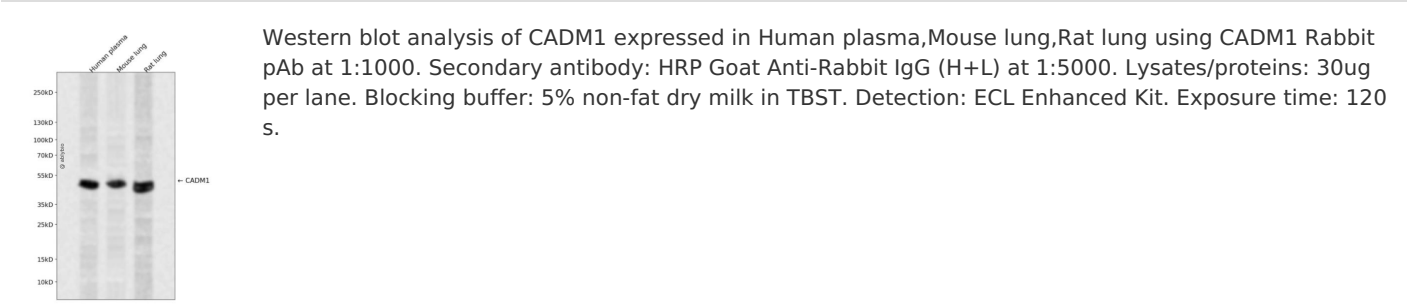 Human plasma
Mouse lung
Rat lung
250kD
130kD
100kD
70kD
55kD
35kD
25kD
15kD
10kD
@ abjybio
← CADM1
Western blot analysis of CADM1 expressed in Human plasma,Mouse lung,Rat lung using CADM1 Rabbit
pAb at 1:1000. Secondary antibody: HRP Goat Anti-Rabbit IgG (H+L) at 1:5000. Lysates/proteins: 30ug
per lane. Blocking buffer: 5% non-fat dry milk in TBST. Detection: ECL Enhanced Kit. Exposure time: 120
s.